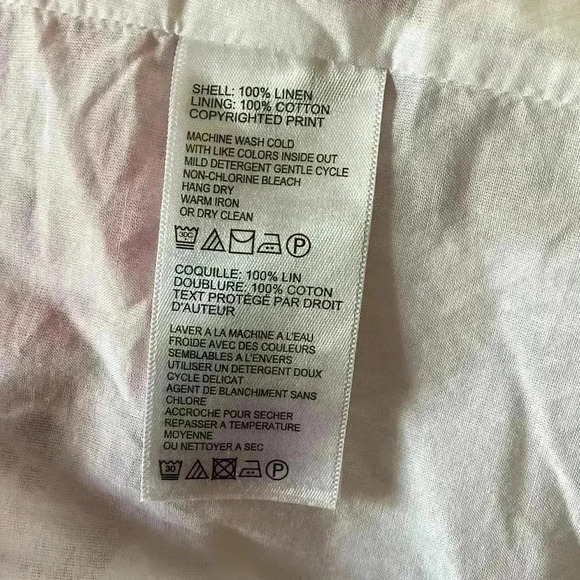 SHELL: 100% LINEN
LINING: 100% COTTON
COPYRIGHTED PRINT
MACHINE WASH COLD
WITH LIKE COLORS INSIDE OUT
MILD DETERGENT GENTLE CYCLE
NON-CHLORINE BLEACH
HANG DRY
WARM IRON
OR DRY CLEAN
30C P
COQUILLE: 100% LIN
DOUBLURE: 100% COTON
TEXT PROTÉGÉ PAR DROIT
D'AUTEUR
LAVER A LA MACHINE A L'EAU
FROIDE AVEC DES COULEURS
SEMBLABLES A L'ENVERS
UTILISER UN DETERGENT DOUX
CYCLE DELICAT
AGENT DE BLANCHIMENT SANS
CHLORE
ACCROCHE POUR SECHER
REPASSER A TEMPERATURE
MOYENNE
OU NETTOYER A SEC
30 P